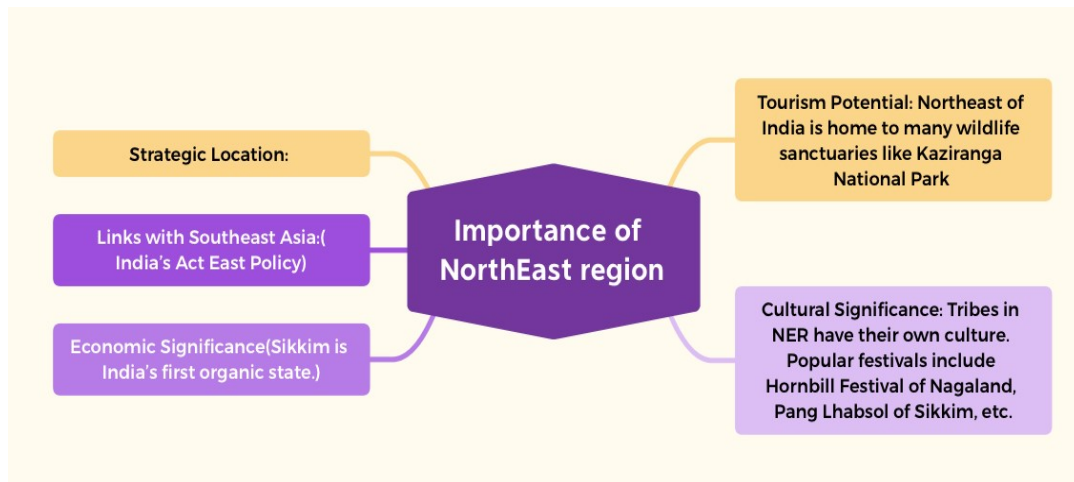 Strategic Location:
Links with Southeast Asia:(
India's Act East Policy)
Economic Significance(Sikkim is
India's first organic state.)
Importance of
NorthEast region
Tourism Potential: Northeast of
India is home to many wildlife
sanctuaries like Kaziranga
National Park
Cultural Significance: Tribes in
NER have their own culture.
Popular festivals include
Hornbill Festival of Nagaland,
Pang Lhabsol of Sikkim, etc.